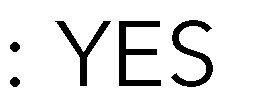 : YES